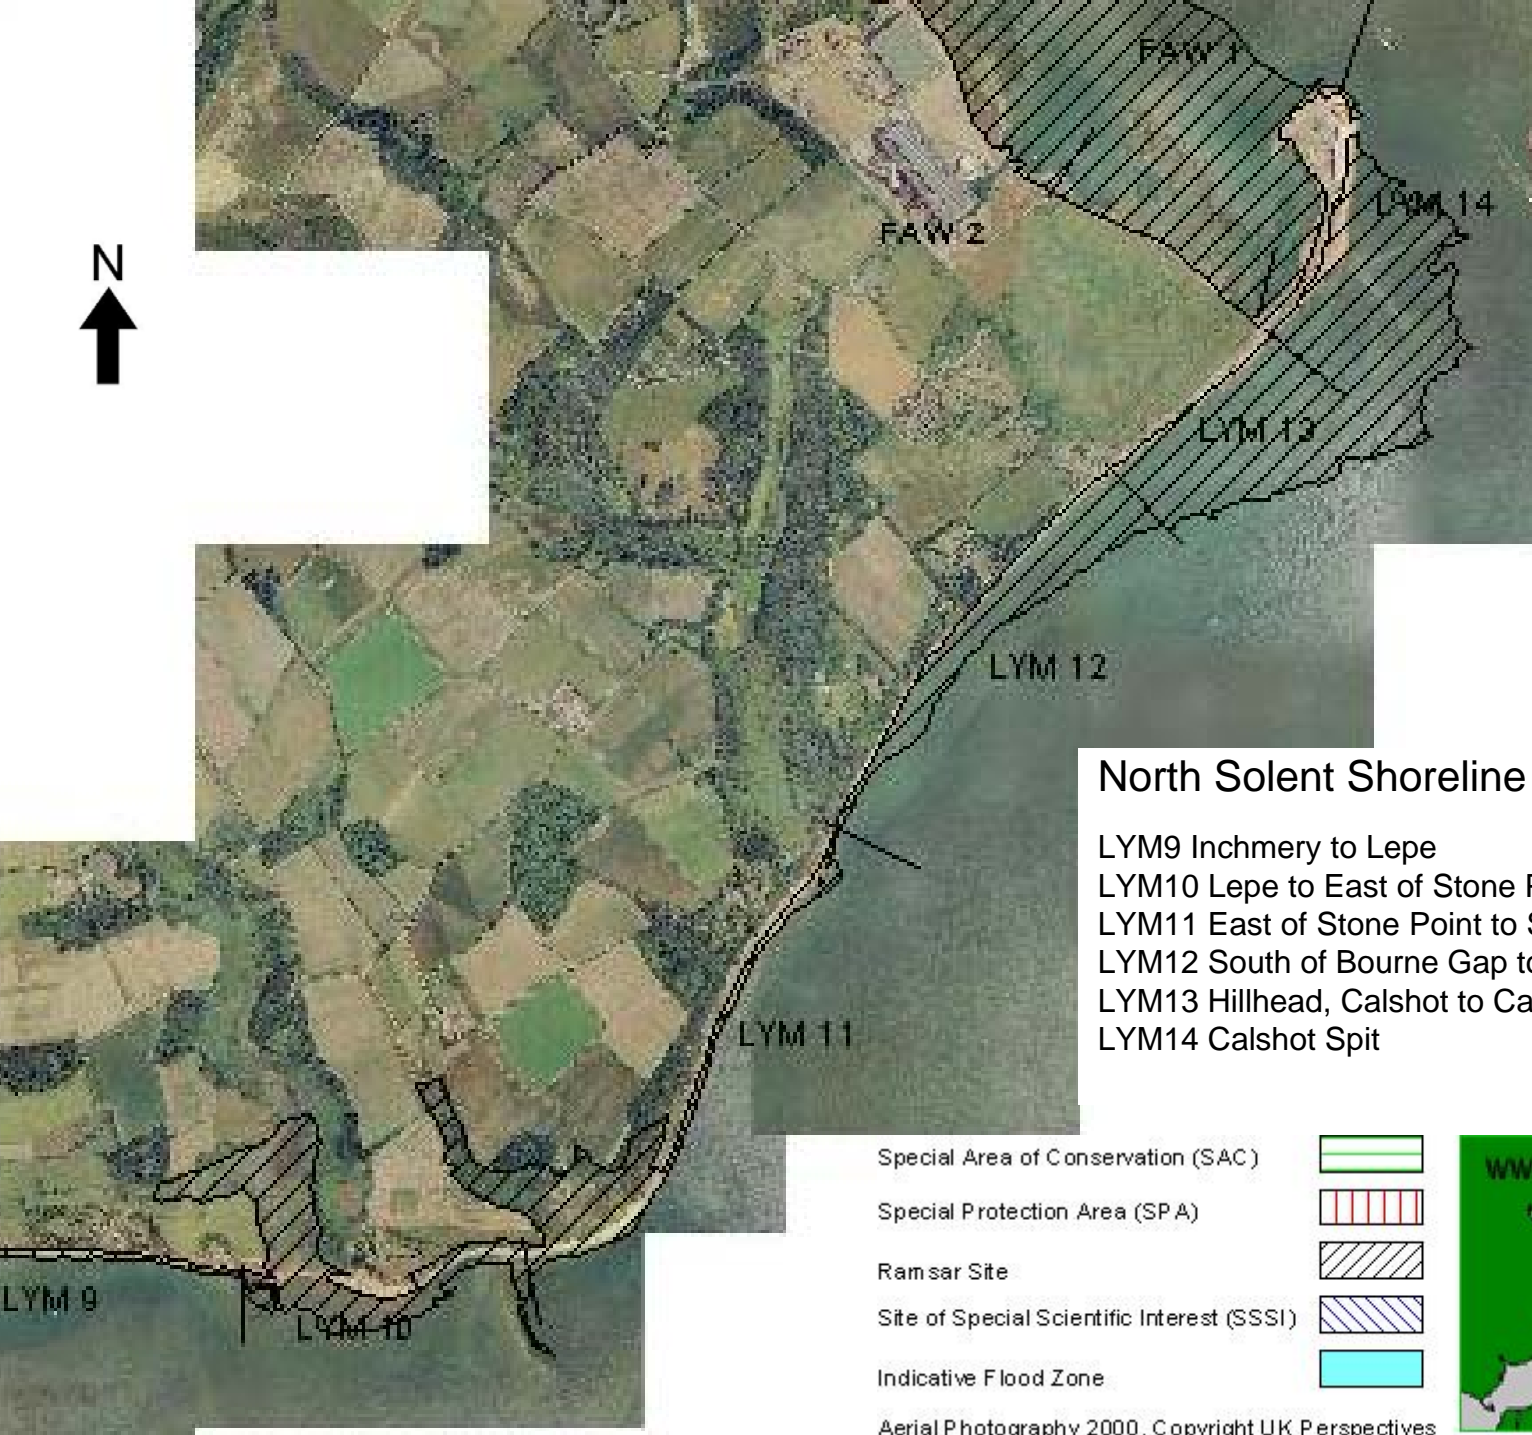 FAW 1
LYM 14
FAW 2
N
LYM 13
LYM 12
North Solent Shoreline
LYM9 Inchmery to Lepe
LYM10 Lepe to East of Stone
LYM11 East of Stone Point to
LYM12 South of Bourne Gap
LYM13 Hillhead, Calshot to
LYM14 Calshot Spit
LYM 11
Special Area of Conservation (SAC)
Special Protection Area (SPA)
Ramsar Site
Site of Special Scientific Interest (SSSI)
Indicative Flood Zone
Aerial Photography 2000, Copyright UK Perspectives
LYM 9
LYM 10